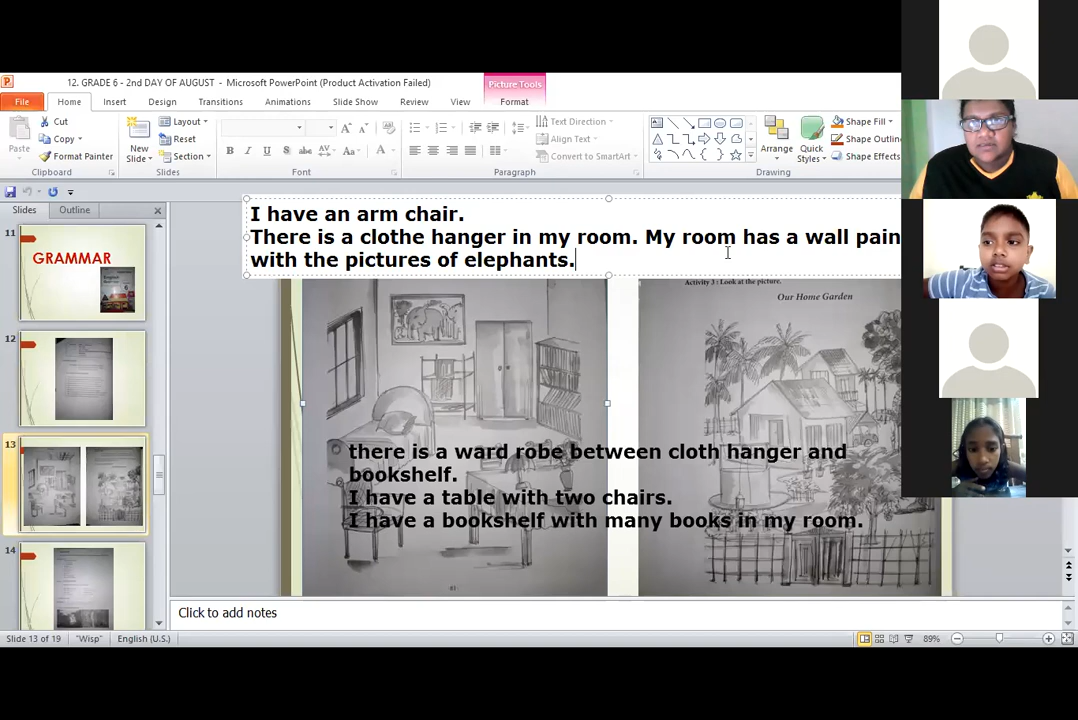 12. GRADE 6 - 2nd DAY OF AUGUST - Microsoft PowerPoint (Product Activation Failed)
Picture Tools
File Home Insert Design Transitions Animations Slide Show Review View Format
Paste
Cut
Copy
Format Painter
Clipboard
New Slide
Layout
Reset
Section
Slides
B I U S abc AV Aa A
Font
Text Direction
Align Text
Convert to SmartArt
Paragraph
Arrange
Quick Styles
Shape Fill
Shape Outlin
Shape Effects
Drawing
Slides Outline
11
GRAMMAR
English
12
13
14
I have an arm chair.
There is a clothe hanger in my room. My room has a wall pain
with the pictures of elephants.
Activity 3 : Look at the picture.
Our Home Garden
there is a ward robe between cloth hanger and
bookshelf.
I have a table with two chairs.
I have a bookshelf with many books in my room.
Click to add notes
Slide 13 of 19 "Wisp" English (U.S.) 89%